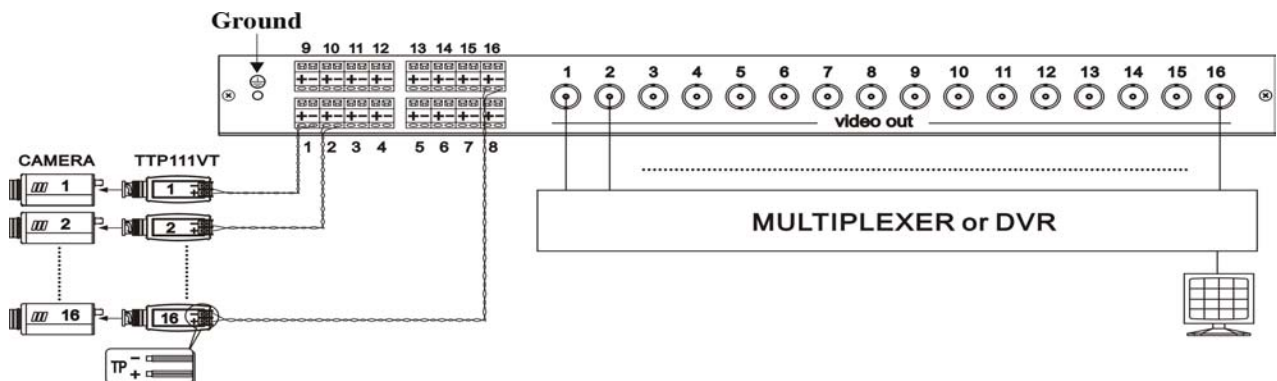 Ground
9 10 11 12 13 14 15 16
+ - + - + - + - + - + - + - + -
1 2 3 4 5 6 7 8 9 10 11 12 13 14 15 16
+ - + - + - + - + - + - + - + -
video out
1 2 3 4 5 6 7 8
CAMERA TTP111VT
1 1
2 2
MULTIPLEXER or DVR
16 16
TP -
+